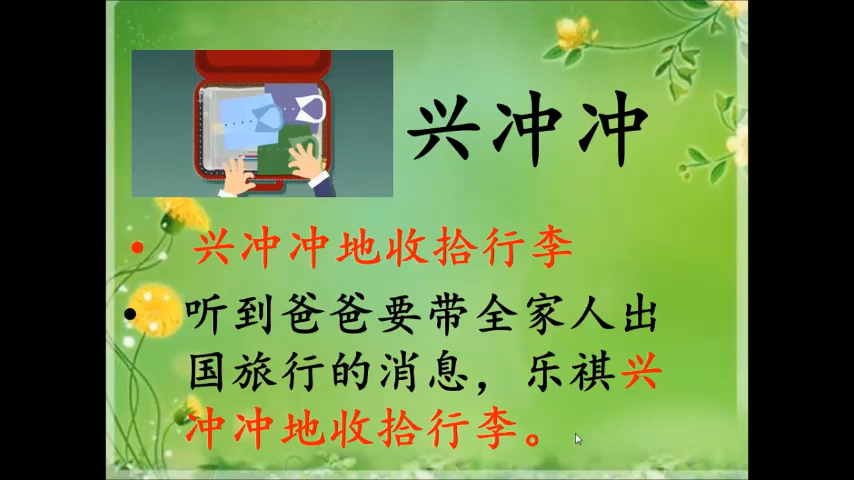 兴冲冲
• 兴冲冲地收拾行李
• 听到爸爸要带全家人出
国旅行的消息，乐祺兴
冲冲地收拾行李。